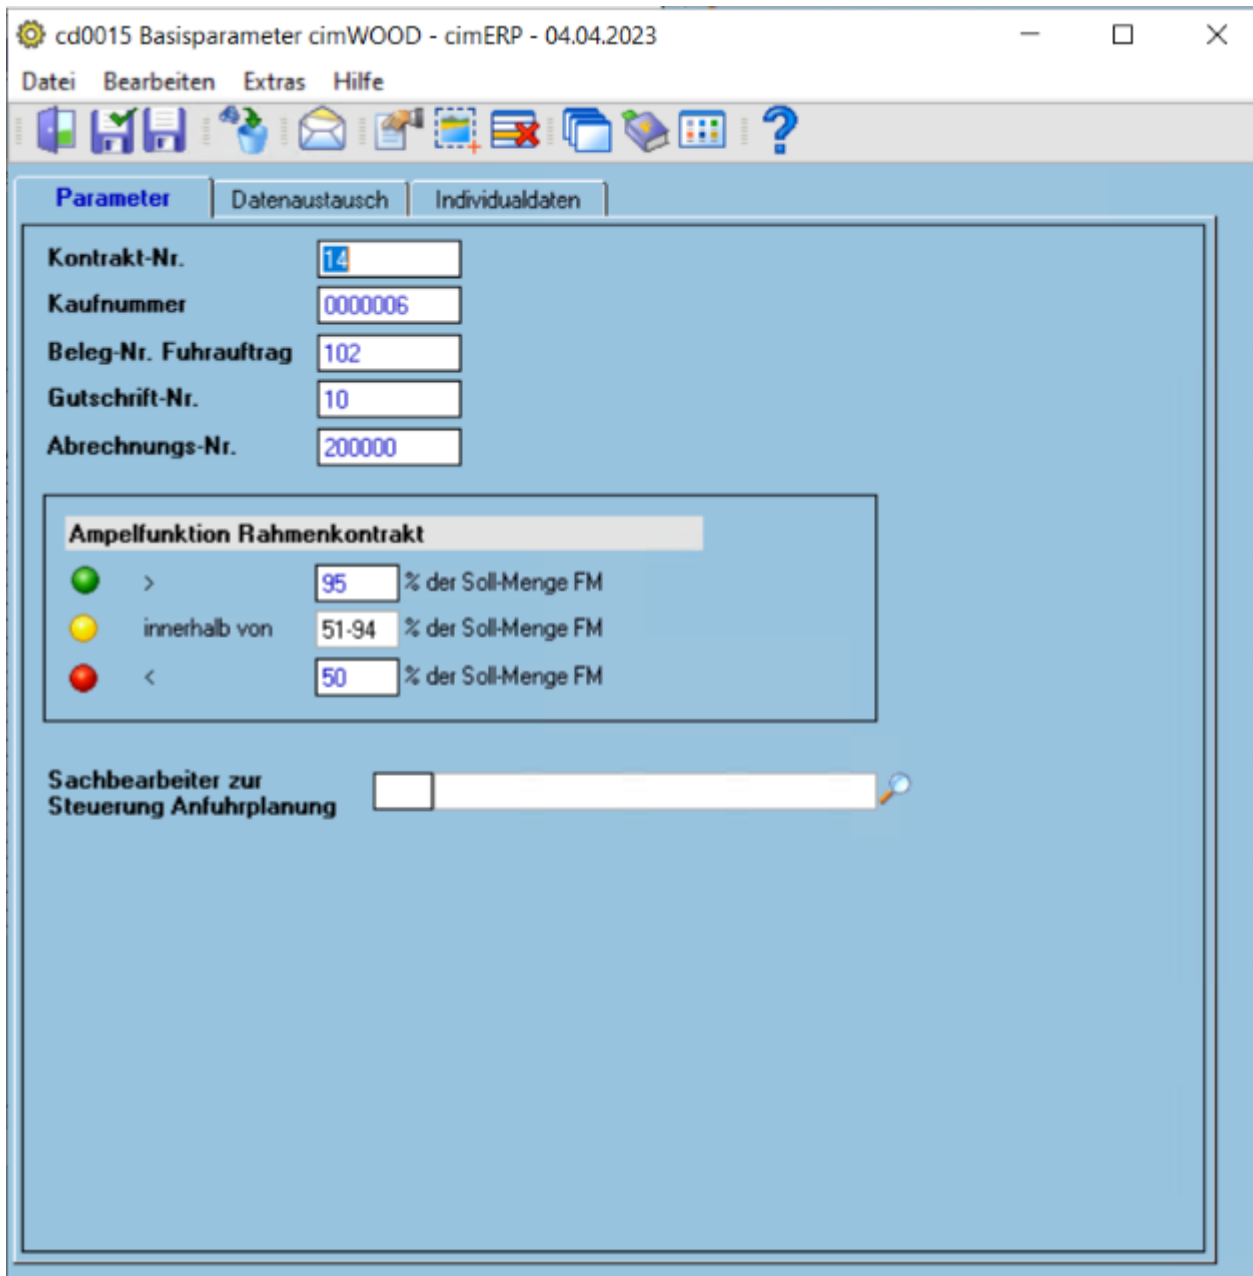 cd0015 Basisparameter cimWOOD - cimERP - 04.04.2023
Datei Bearbeiten Extras Hilfe
Parameter Datenaustausch Individualdaten
Kontrakt-Nr. 14
Kaufnummer 0000006
Beleg-Nr. Fuhrauftrag 102
Gutschrift-Nr. 10
Abrechnungs-Nr. 200000
Ampelfunktion Rahmenkontrakt
> 95 % der Soll-Menge FM
innerhalb von 51-94 % der Soll-Menge FM
< 50 % der Soll-Menge FM
Sachbearbeiter zur
Steuerung Anfuhrplanung